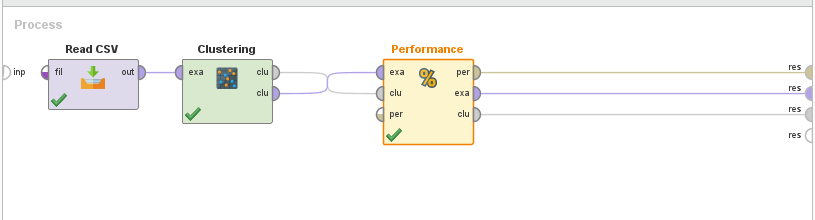 Process
Read CSV
Clustering
Performance
inp
fil
out
exa
clu
clu
exa
clu
per
%
per
exa
clu
res
res
res
res